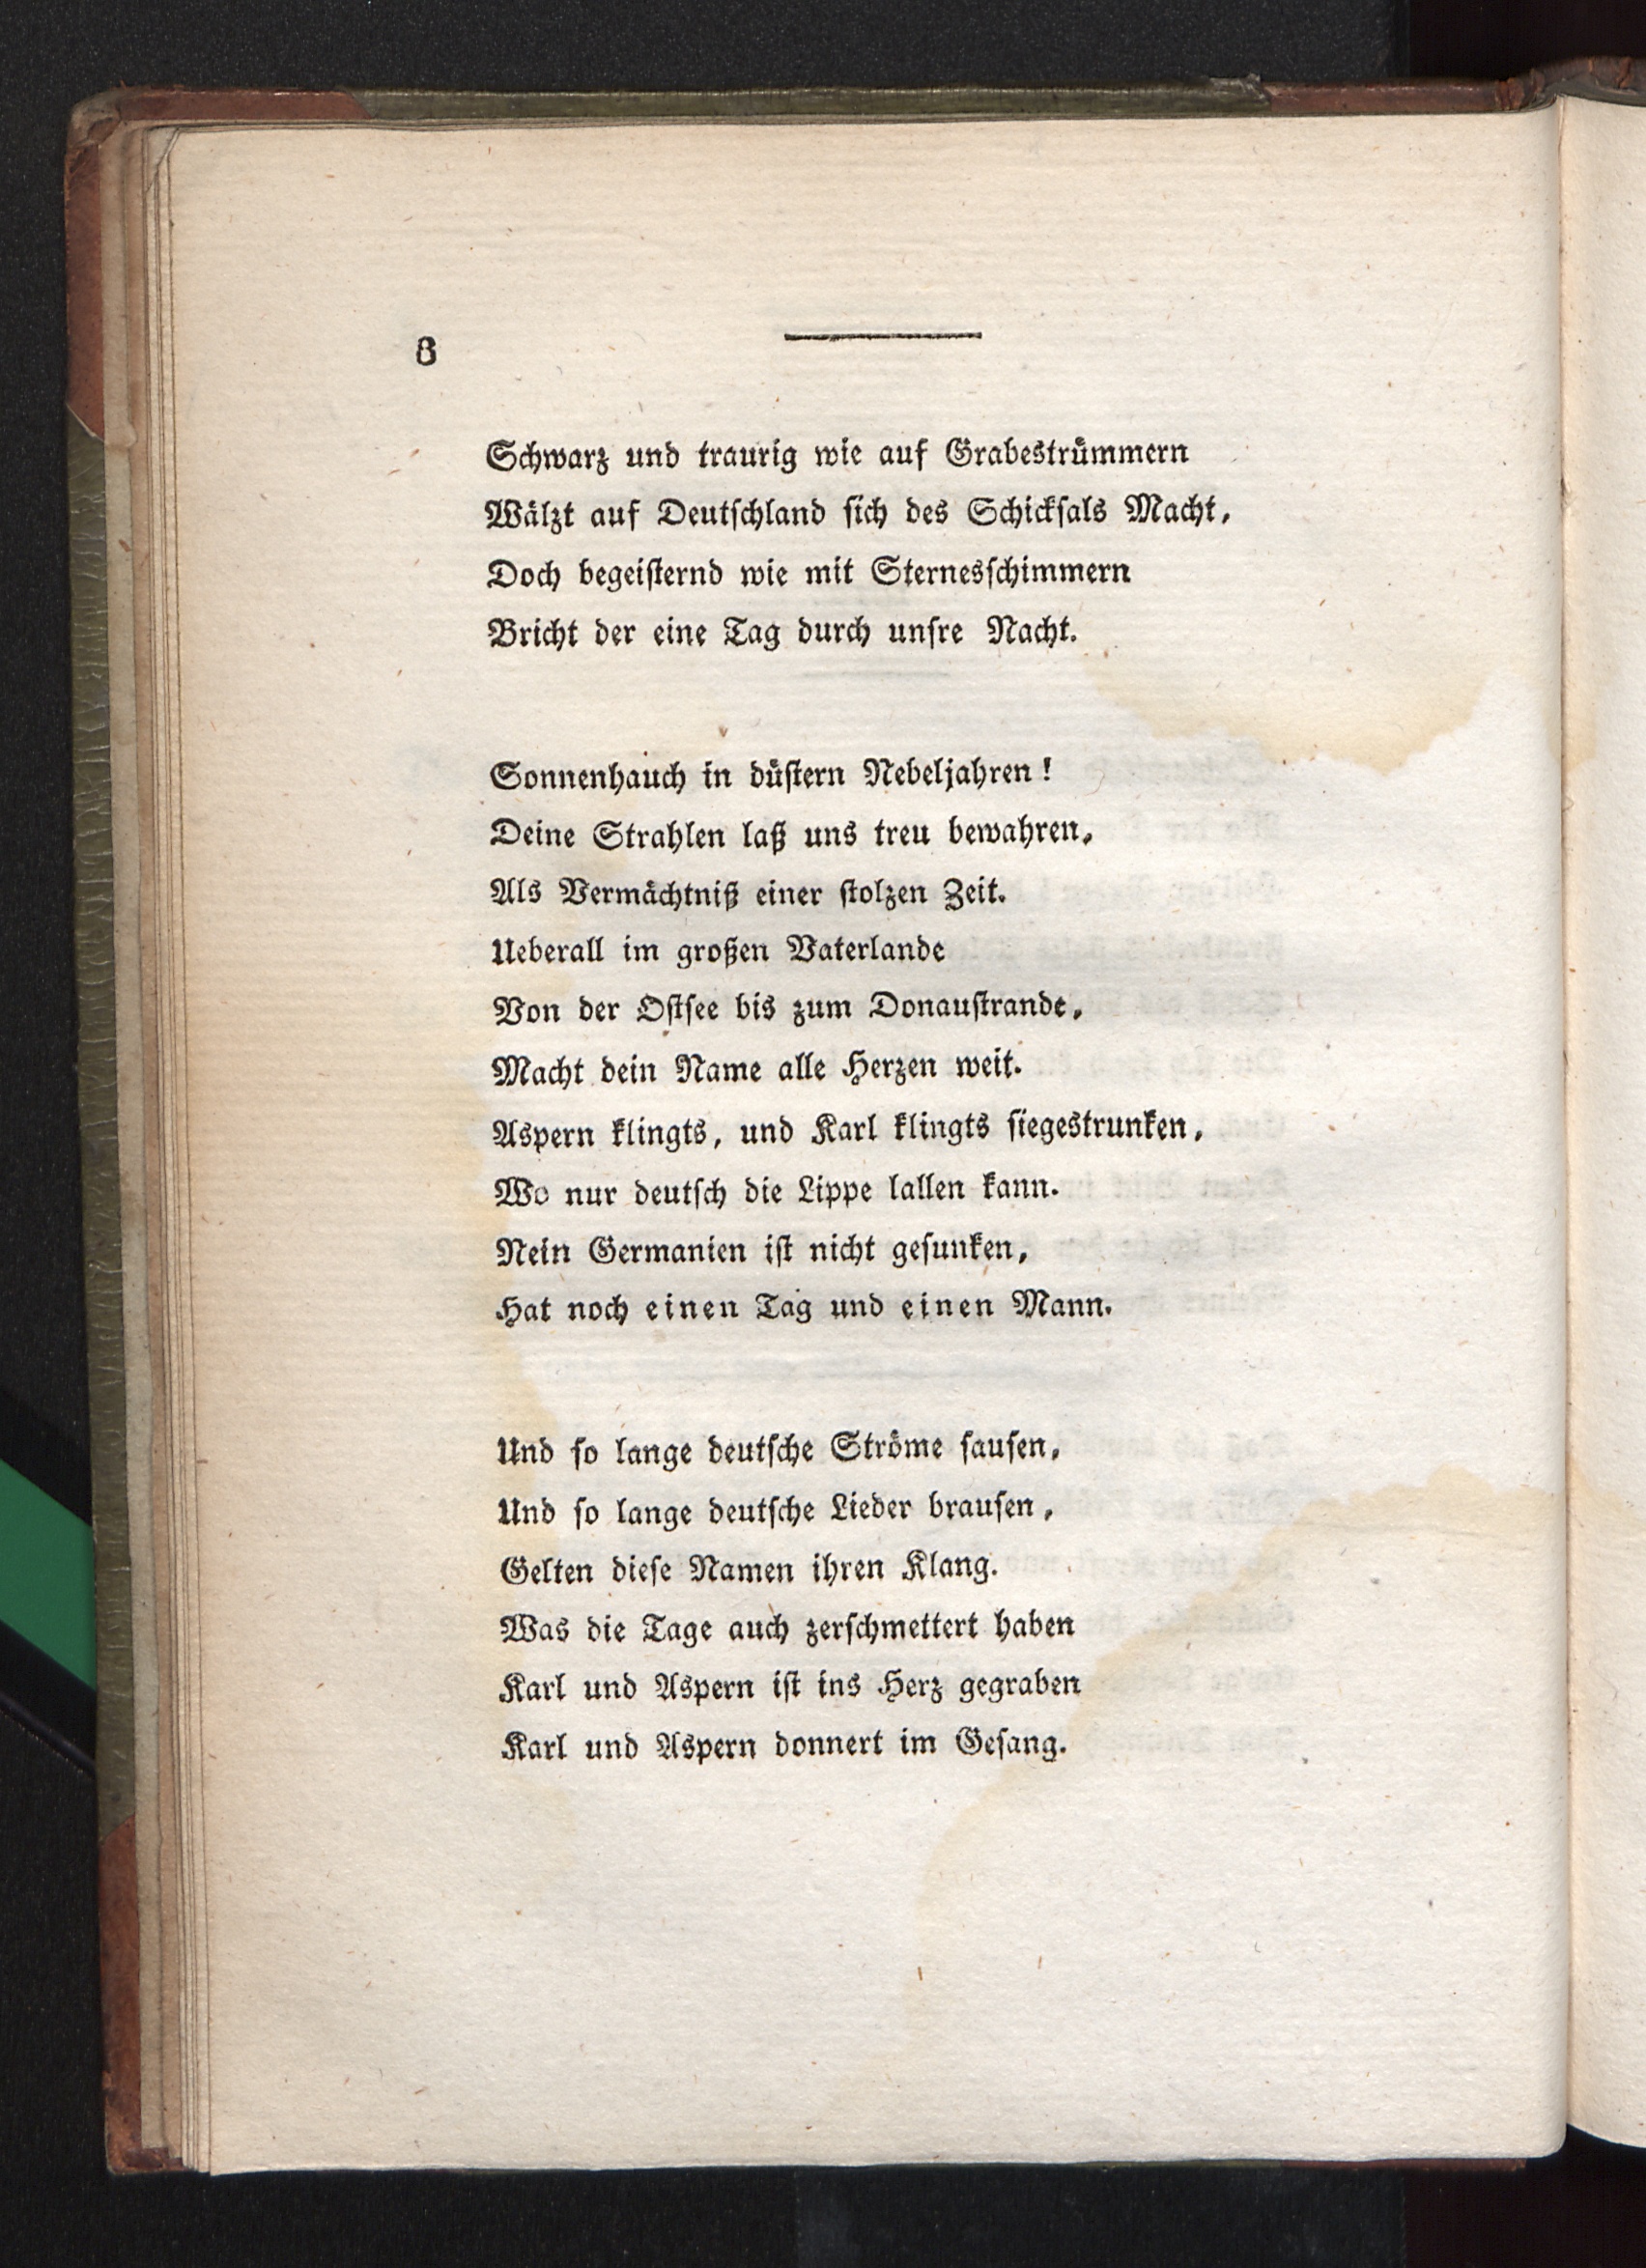 8
Schwarz und traurig wie auf Grabestrümmern
Wälzt auf Deutschland sich des Schicksals Macht,
Doch begeisternd wie mit Sternesschimmern
Bricht der eine Tag durch unsre Nacht.
Sonnenhauch in düstern Nebeljahren!
Deine Strahlen laß uns treu bewahren,
Als Vermächtniß einer stolzen Zeit.
Ueberall im großen Vaterlande
Von der Ostsee bis zum Donaustrande,
Macht dein Name alle Herzen weit.
Aspern klingts, und Karl klingts siegestrunken,
Wo nur deutsch die Lippe lallen kann.
Nein Germanien ist nicht gesunken,
Hat noch einen Tag und einen Mann.
Und so lange deutsche Ströme sausen,
Und so lange deutsche Lieder brausen,
Gelten diese Namen ihren Klang.
Was die Tage auch zerschmettert haben
Karl und Aspern ist ins Herz gegraben
Karl und Aspern donnert im Gesang.